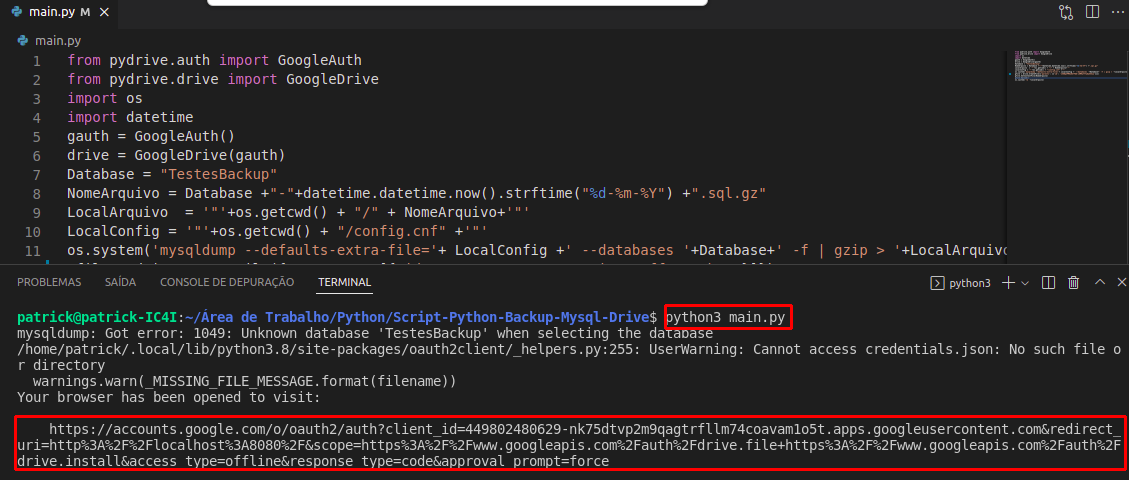 main.py M
main.py
1 from pydrive.auth import GoogleAuth
2 from pydrive.drive import GoogleDrive
3 import os
4 import datetime
5 gauth = GoogleAuth()
6 drive = GoogleDrive(gauth)
7 Database = "TestesBackup"
8 NomeArquivo = Database +"-"+datetime.datetime.now().strftime("%d-%m-%Y") +".sql.gz"
9 LocalArquivo  = '"'+os.getcwd() + "/" + NomeArquivo+'"'
10 LocalConfig = '"'+os.getcwd() + "/config.cnf" +'"'
11 os.system('mysqldump --defaults-extra-file='+ LocalConfig +' --databases '+Database+' -f | gzip > '+LocalArquivo
PROBLEMAS SAÍDA CONSOLE DE DEPURAÇÃO TERMINAL python3
patrick@patrick-IC4I:~/Área de Trabalho/Python/Script-Python-Backup-Mysql-Drive$ python3 main.py
mysqldump: Got error: 1049: Unknown database 'TestesBackup' when selecting the database
/home/patrick/.local/lib/python3.8/site-packages/oauth2client/_helpers.py:255: UserWarning: Cannot access credentials.json: No such file o
r directory
warnings.warn(_MISSING_FILE_MESSAGE.format(filename))
Your browser has been opened to visit:
https://accounts.google.com/o/oauth2/auth?client_id=449802480629-nk75dtvp2m9qagtrfllm74coavam1o5t.apps.googleusercontent.com&redirect_
uri=http%3A%2F%2Flocalhost%3A8080%2F&scope=https%3A%2F%2Fwww.googleapis.com%2Fauth%2Fdrive.file+https%3A%2F%2Fwww.googleapis.com%2Fauth%2F
drive.install&access_type=offline&response_type=code&approval_prompt=force